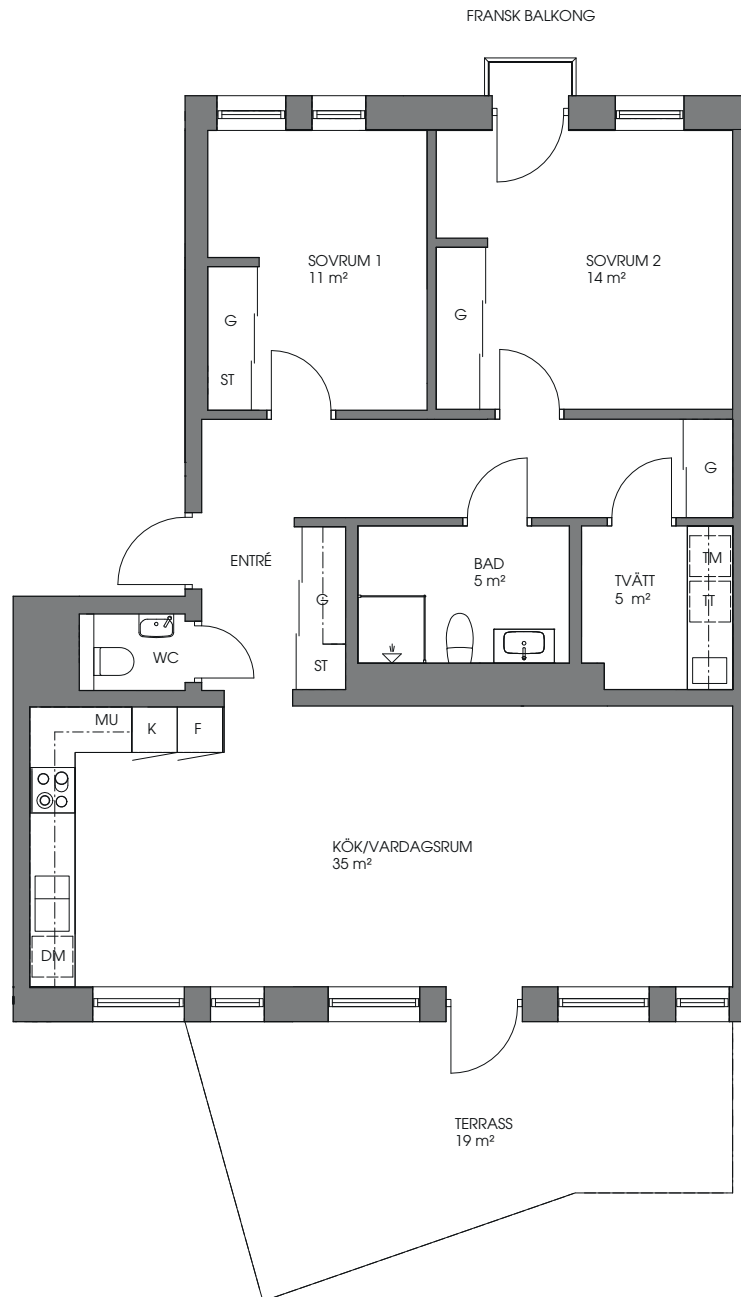 FRANSK BALKONG
SOVRUM 1
11 m²
SOVRUM 2
14 m²
G
G
ST
G
ENTRÉ
BAD
5 m²
TVÄTT
5 m²
TM
TT
G
ST
WC
MU
K
F
KÖK/VARDAGSRUM
35 m²
DM
TERRASS
19 m²